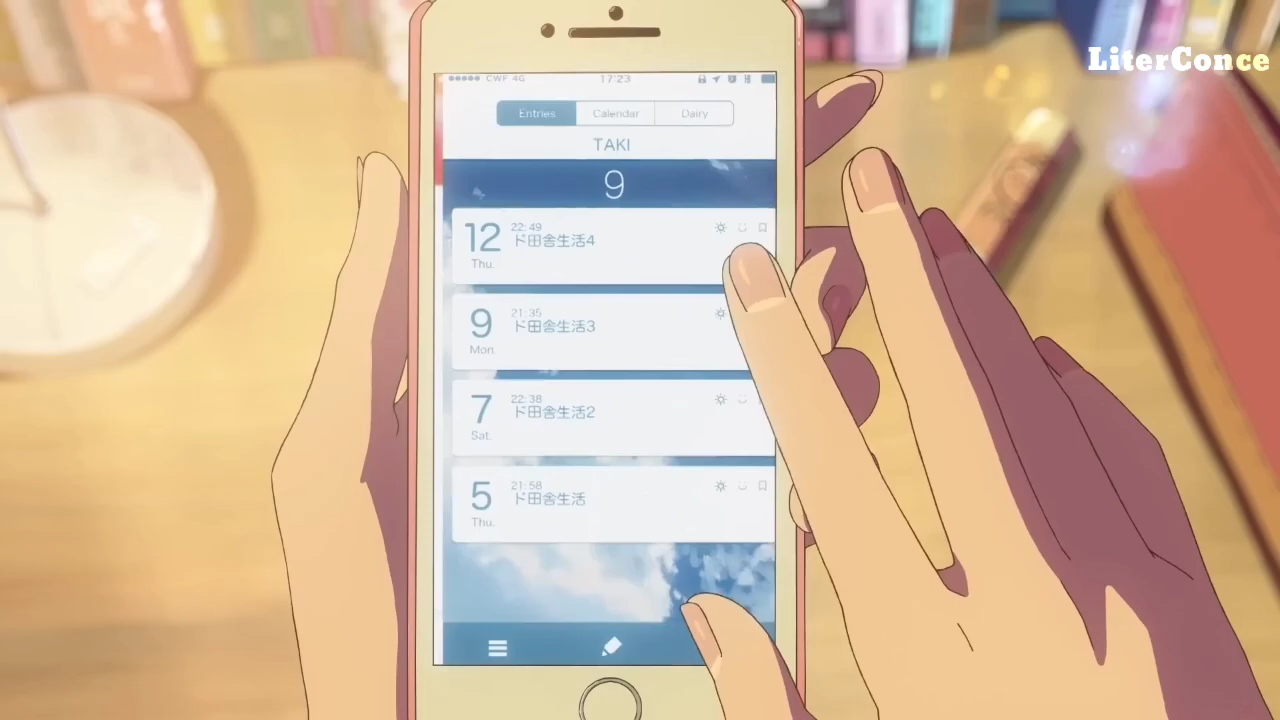 LiterConce
CWF 4G 17:23
Entries Calendar Dairy
TAKI
9
12 Thu. 22:49 ド田舎生活4
9 Mon. 21:35 ド田舎生活3
7 Sat. 22:38 ド田舎生活2
5 Thu. 21:58 ド田舎生活